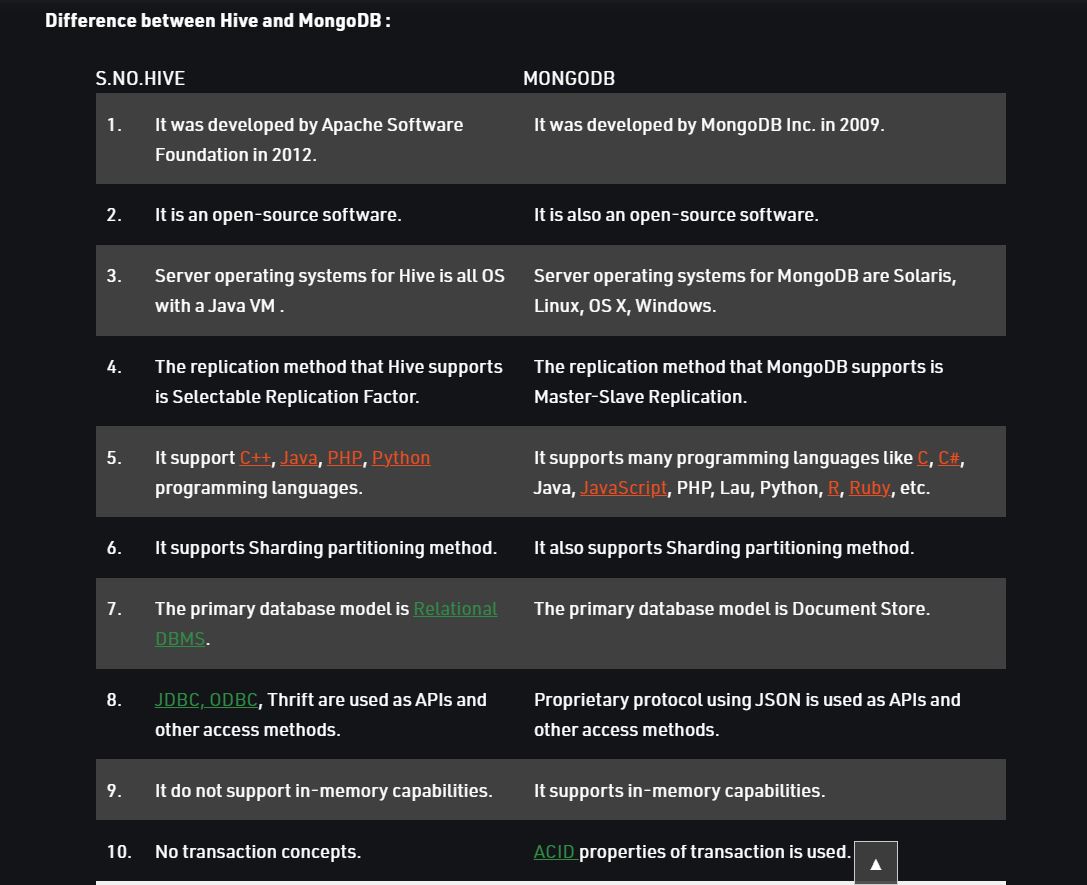 Difference between Hive and MongoDB :
S.NO.HIVE MONGODB
1. It was developed by Apache Software Foundation in 2012. It was developed by MongoDB Inc. in 2009.
2. It is an open-source software. It is also an open-source software.
3. Server operating systems for Hive is all OS with a Java VM . Server operating systems for MongoDB are Solaris, Linux, OS X, Windows.
4. The replication method that Hive supports is Selectable Replication Factor. The replication method that MongoDB supports is Master-Slave Replication.
5. It support C++, Java, PHP, Python programming languages. It supports many programming languages like C, C#, Java, JavaScript, PHP, Lau, Python, R, Ruby, etc.
6. It supports Sharding partitioning method. It also supports Sharding partitioning method.
7. The primary database model is Relational DBMS. The primary database model is Document Store.
8. JDBC, ODBC, Thrift are used as APIs and other access methods. Proprietary protocol using JSON is used as APIs and other access methods.
9. It do not support in-memory capabilities. It supports in-memory capabilities.
10. No transaction concepts. ACID properties of transaction is used.